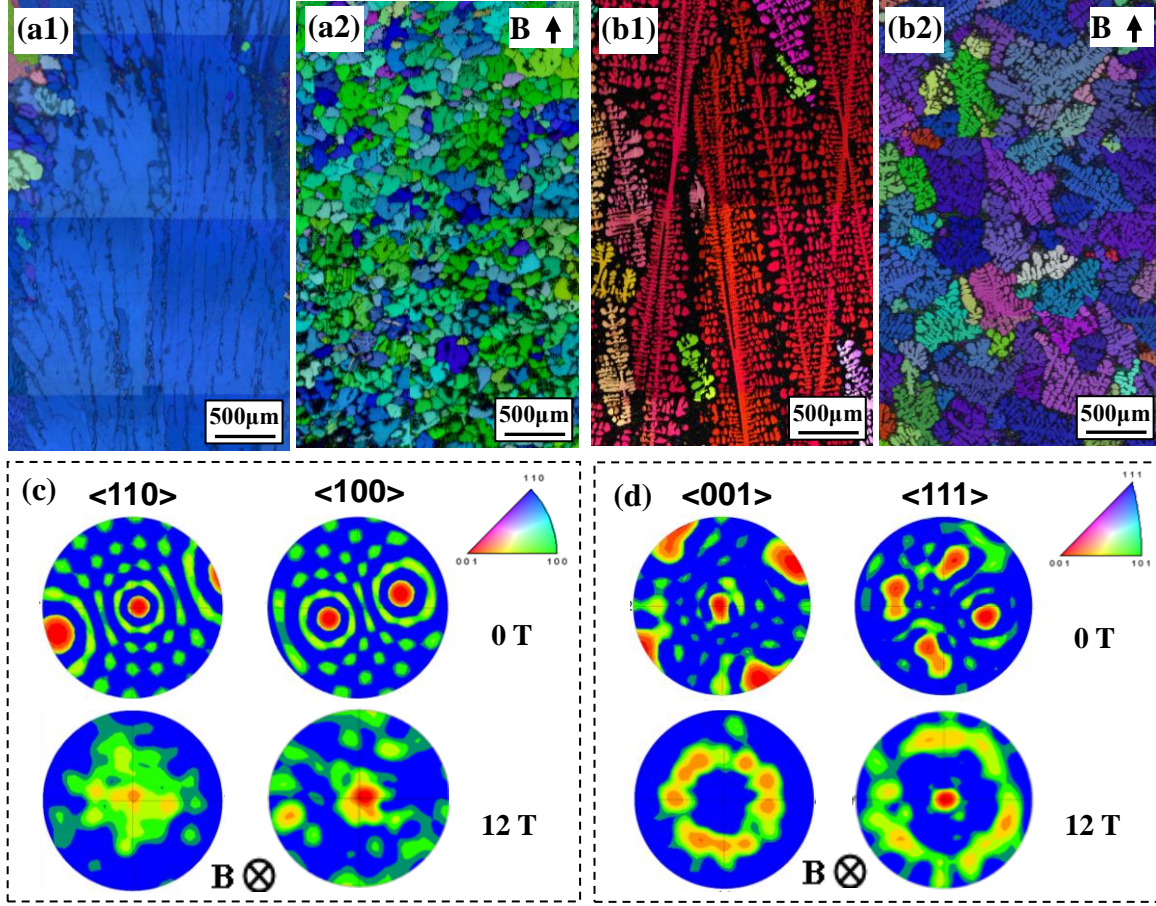 (a1)
(a2)
B
(b1)
(b2)
B
500μm
500μm
500μm
500μm
(c)
<110>
<100>
110
001
100
0 T
12 T
B
(d)
<001>
<111>
111
001
101
0 T
12 T
B